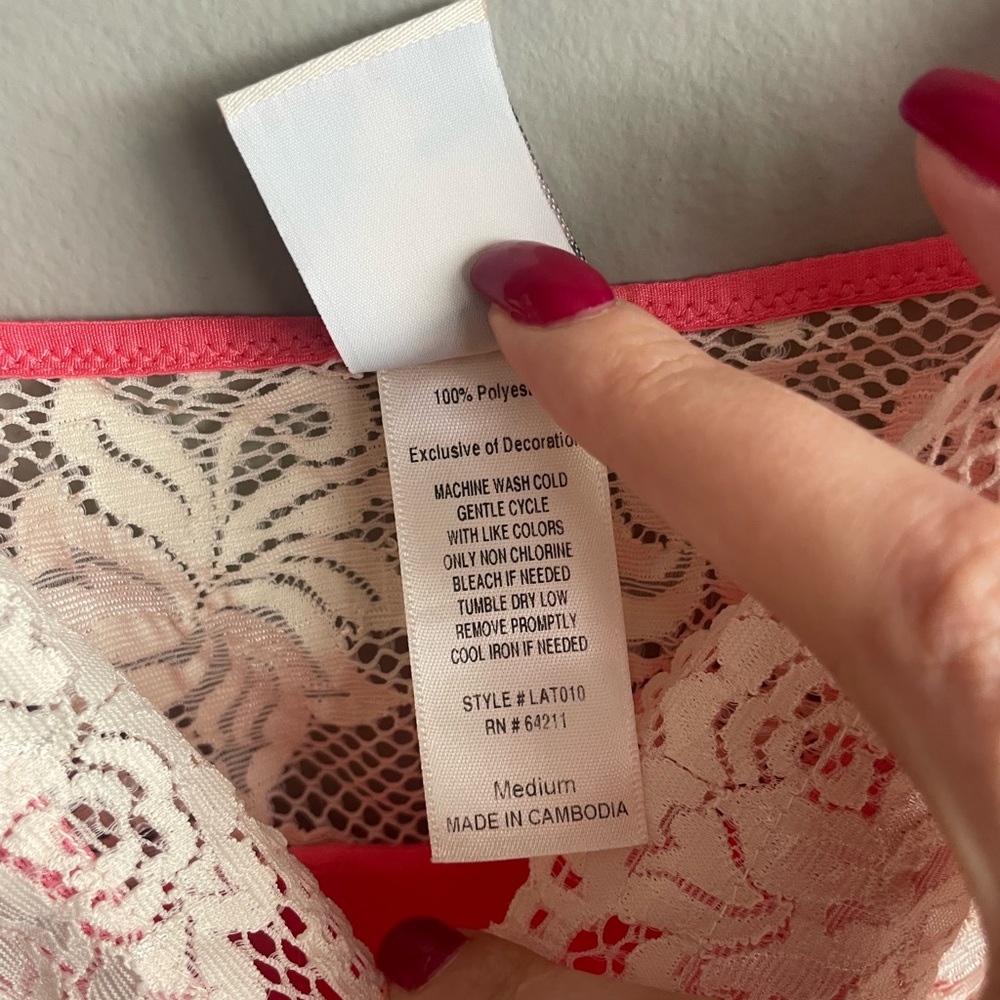 100%
Exclusive of
MACHINE WASH COLD
GENTLE CYCLE
WITH LIKE COLORS
ONLY NON CHLORINE
BLEACH IF NEEDED
TUMBLE DRY LOW
REMOVE PROMPTLY
COOL IRON IF NEEDED
STYLE # LAT010
RN # 64211
Medium
MADE IN CAMBODIA